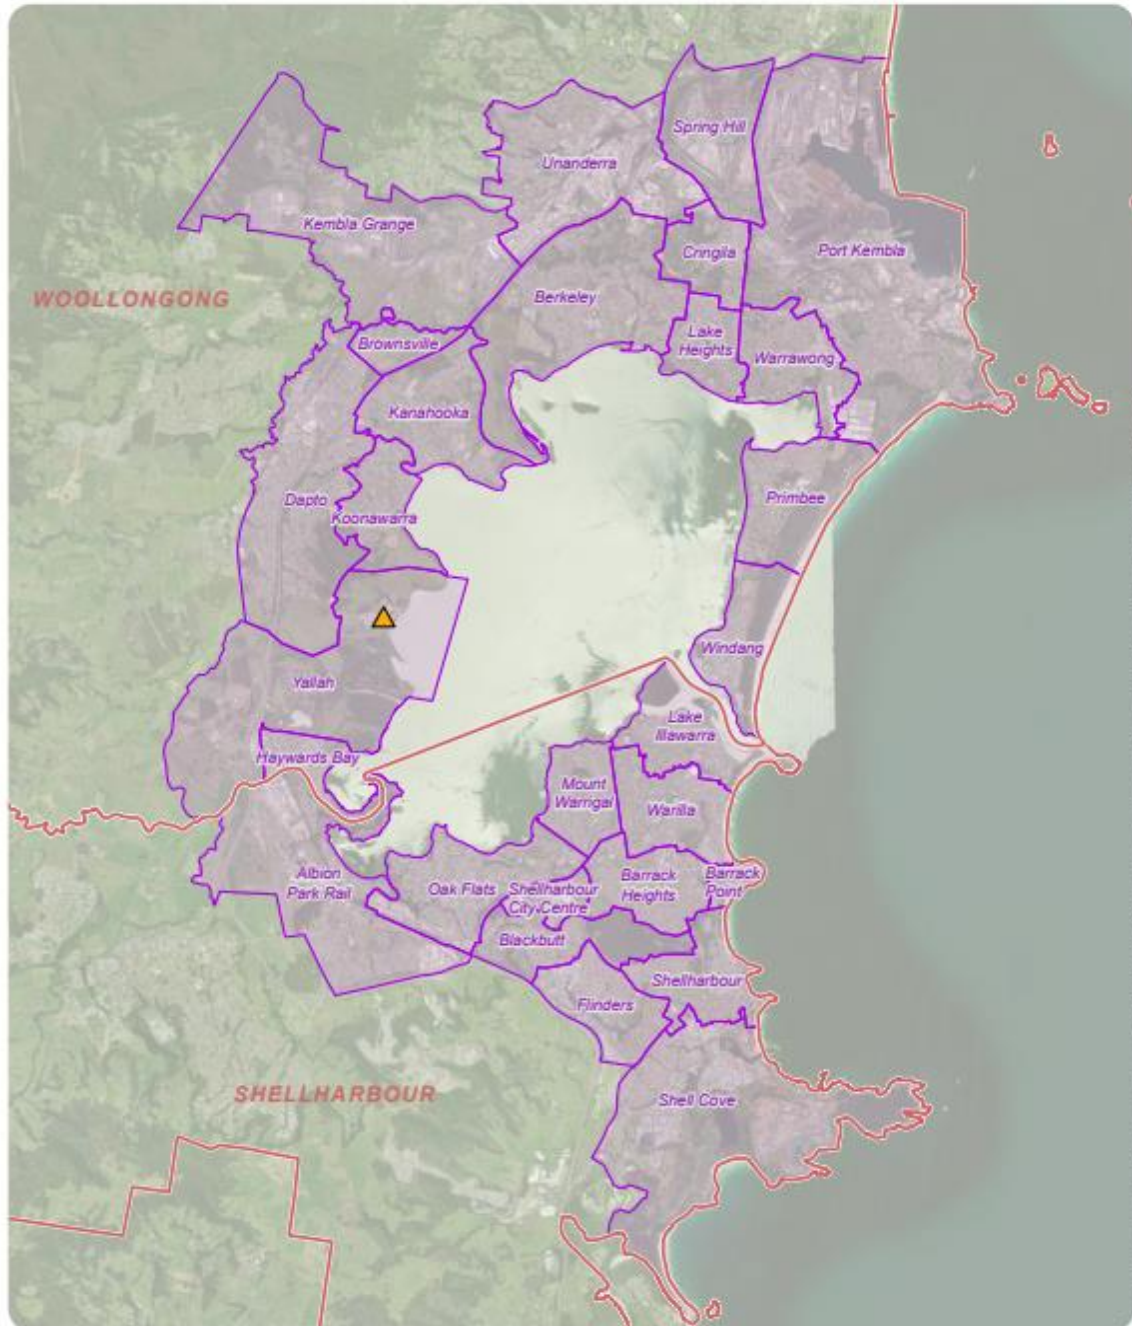 Spring Hill
Unanderra
Kembla Grange
Cringila
Port Kembla
WOOLLONGONG
Berkeley
Lake
Heights
Brownsville
Warrawong
Kanahooka
Dapto
Primbee
Koonawarra
Windang
Yallah
Lake
Illawarra
Haywards Bay
Mount
Warrigal
Warilla
Albion
Park Rail
Oak Flats
Shellharbour
City Centre
Barrack
Heights
Barrack
Point
Blackbutt
Shellharbour
Flinders
SHELLHARBOUR
Shell Cove